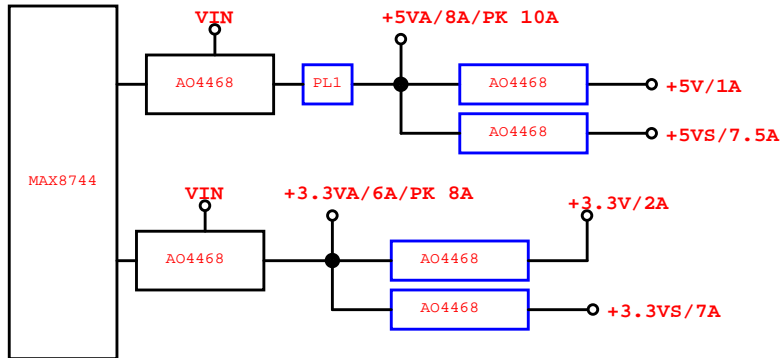 VIN
+5VA/8A/PK 10A
AO4468
PL1
AO4468
+5V/1A
AO4468
+5VS/7.5A
MAX8744
VIN
+3.3VA/6A/PK 8A
+3.3V/2A
AO4468
AO4468
AO4468
+3.3VS/7A